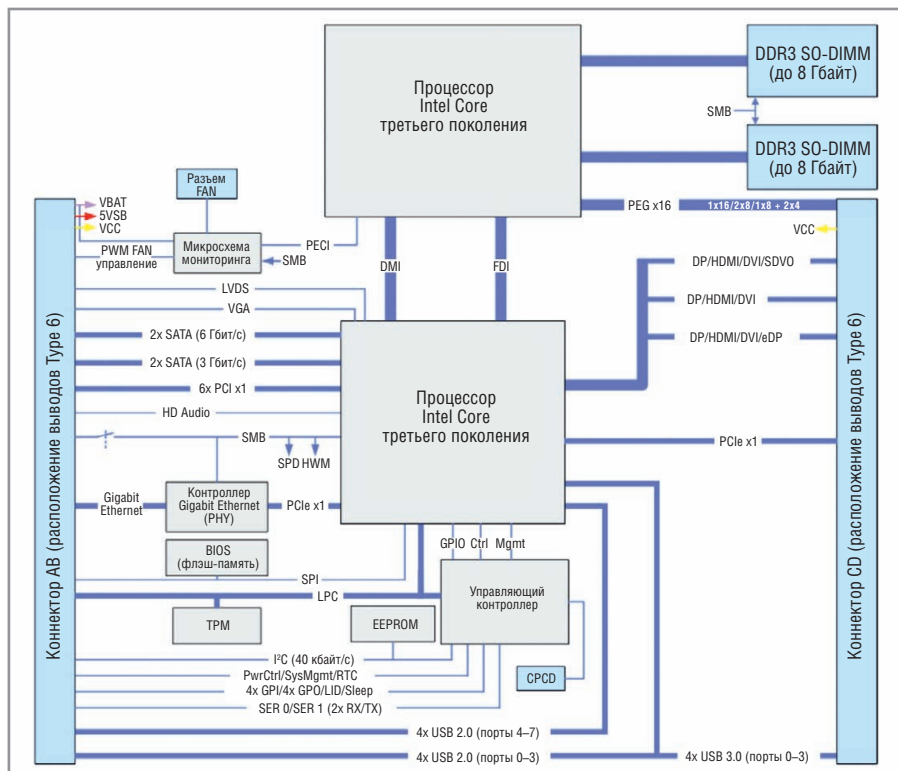 Процессор
Intel Core
третьего поколения
DDR3 SO-DIMM
(до 8 Гбайт)
SMB
DDR3 SO-DIMM
(до 8 Гбайт)
Разъем
FAN
VBAT
5VSB
VCC
PWM FAN
управление
Микросхема
мониторинга
PECI
SMB
PEG x16
1x16/2x8/1x8 + 2x4
VCC
DMI
FDI
LVDS
VGA
2x SATA (6 Гбит/с)
2x SATA (3 Гбит/с)
6x PCI x1
HD Audio
SMB
SPD
HWM
Процессор
Intel Core
третьего поколения
DP/HDMI/DVI/SDVO
DP/HDMI/DVI
DP/HDMI/DVI/eDP
PCIe x1
Gigabit
Ethernet
Контроллер
Gigabit Ethernet
(PHY)
PCIe x1
BIOS
(флэш-память)
SPI
LPC
TPM
EEPROM
GPIO
Ctrl
Mgmt
Управляющий
контроллер
CPCD
I²C (40 кбайт/с)
PwrCtrl/SysMgmt/RTC
4x GPI/4x GPO/LID/Sleep
SER 0/SER 1 (2x RX/TX)
4x USB 2.0 (порты 4–7)
4x USB 2.0 (порты 0–3)
4x USB 3.0 (порты 0–3)
Коннектор AB (расположение выводов Type 6)
Коннектор CD (расположение выводов Type 6)